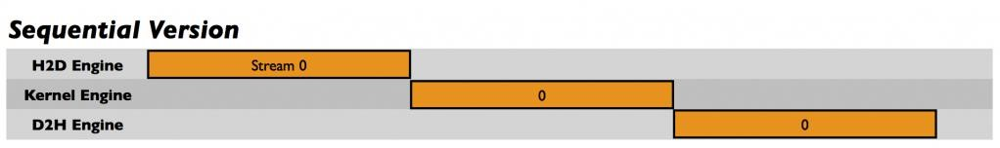 Sequential Version
H2D Engine Stream 0
Kernel Engine 0
D2H Engine 0